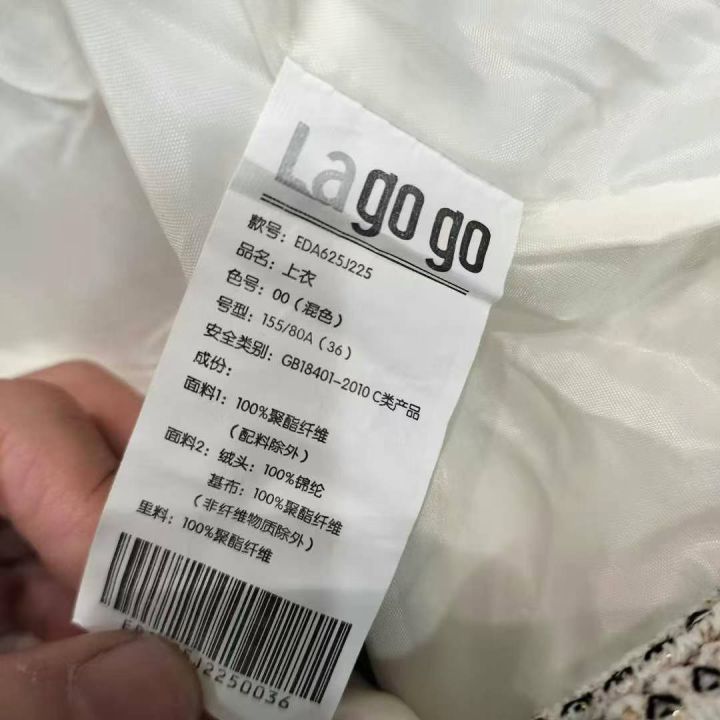 Lagogo
款号：EDA625J225
品名：上衣
色号：00（混色）
号型：155/80A（36）
安全类别：GB18401-2010 C类产品
成份：
面料1：100%聚酯纤维
（配料除外）
面料2：绒头：100%锦纶
基布：100%聚酯纤维
（非纤维物质除外）
里料：100%聚酯纤维